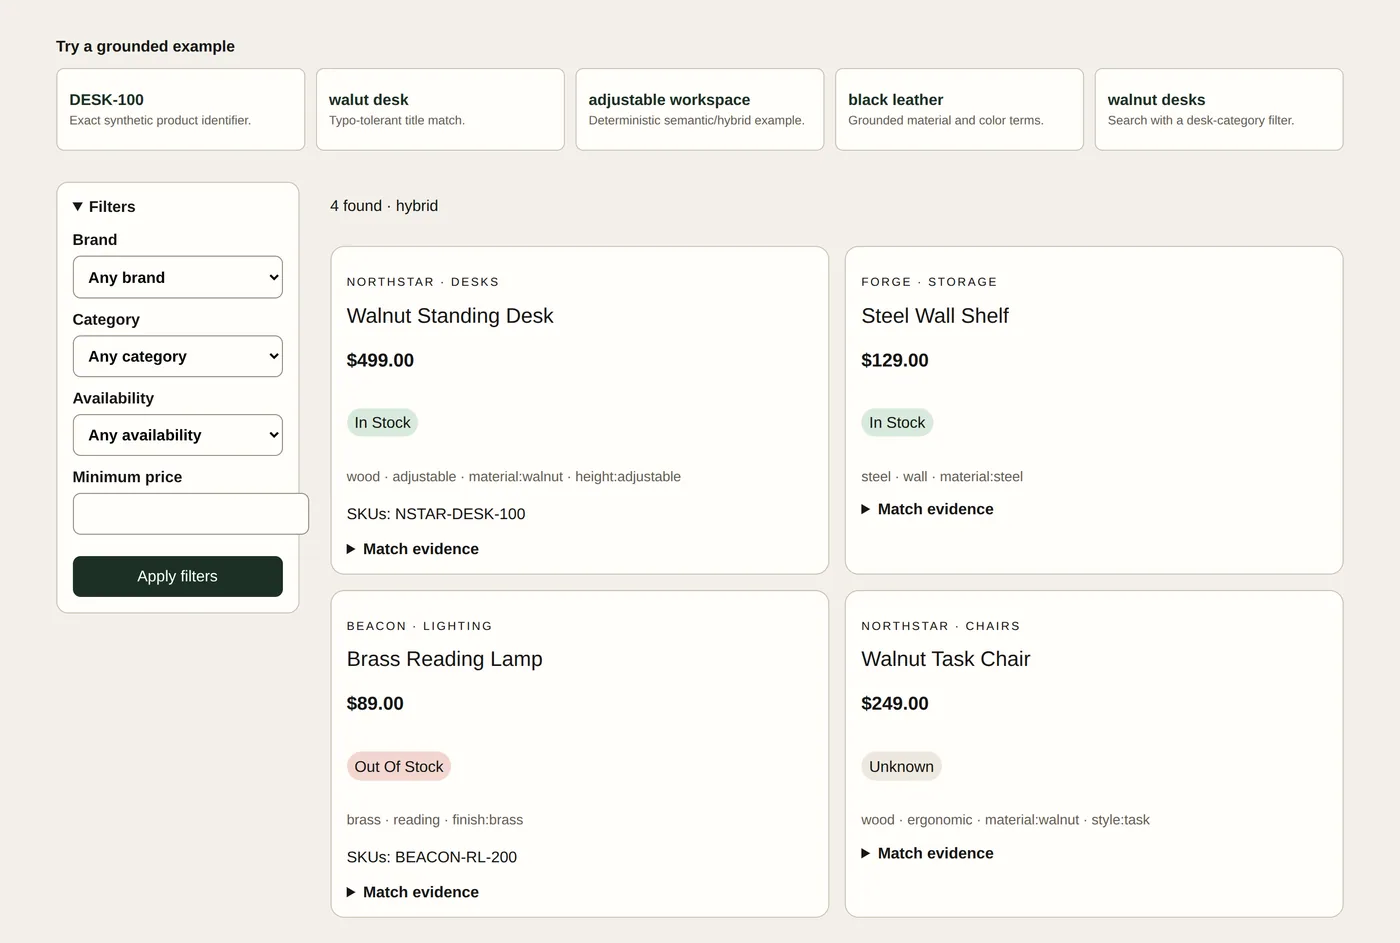 Try a grounded example
DESK-100
Exact synthetic product identifier.
walut desk
Typo-tolerant title match.
adjustable workspace
Deterministic semantic/hybrid example.
black leather
Grounded material and color terms.
walnut desks
Search with a desk-category filter.
▼ Filters
Brand
Any brand
Category
Any category
Availability
Any availability
Minimum price
Apply filters
4 found · hybrid
NORTHSTAR · DESKS
Walnut Standing Desk
$499.00
In Stock
wood · adjustable · material:walnut · height:adjustable
SKUs: NSTAR-DESK-100
▶ Match evidence
FORGE · STORAGE
Steel Wall Shelf
$129.00
In Stock
steel · wall · material:steel
▶ Match evidence
BEACON · LIGHTING
Brass Reading Lamp
$89.00
Out Of Stock
brass · reading · finish:brass
SKUs: BEACON-RL-200
▶ Match evidence
NORTHSTAR · CHAIRS
Walnut Task Chair
$249.00
Unknown
wood · ergonomic · material:walnut · style:task
▶ Match evidence